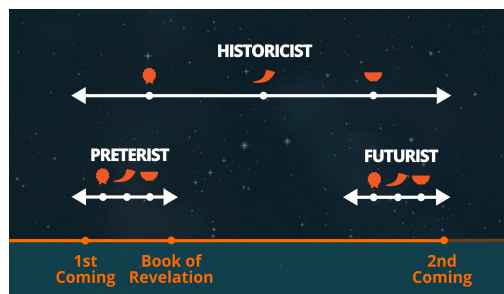 HISTORICIST
PRETERIST
FUTURIST
1st
Coming
Book of
Revelation
2nd
Coming